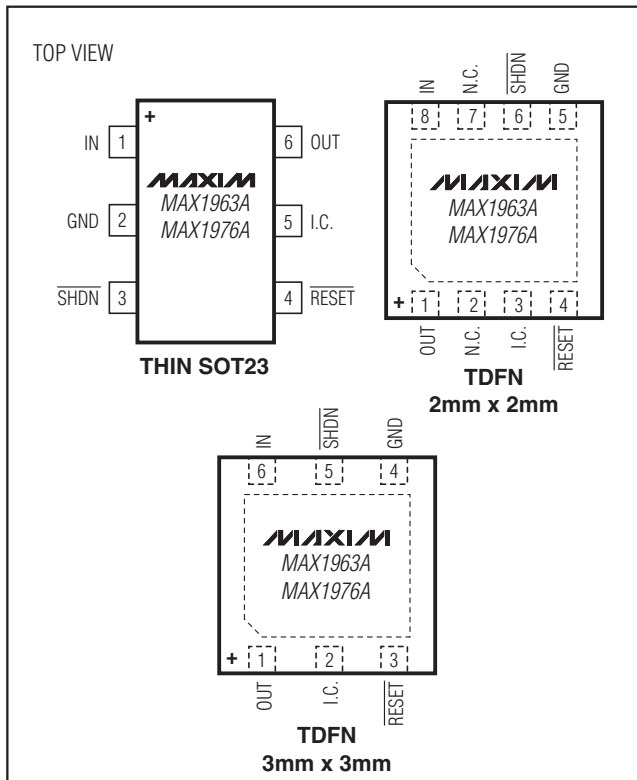 TOP VIEW
+
IN 1 6 OUT
MAXIM
MAX1963A
MAX1976A
GND 2 5 I.C.
SHDN 3 4 RESET
THIN SOT23
IN N.C. SHDN GND
8 7 6 5
MAXIM
MAX1963A
MAX1976A
+ 1 2 3 4
OUT N.C. I.C. RESET
TDFN
2mm x 2mm
IN SHDN GND
6 5 4
MAXIM
MAX1963A
MAX1976A
+ 1 2 3
OUT I.C. RESET
TDFN
3mm x 3mm